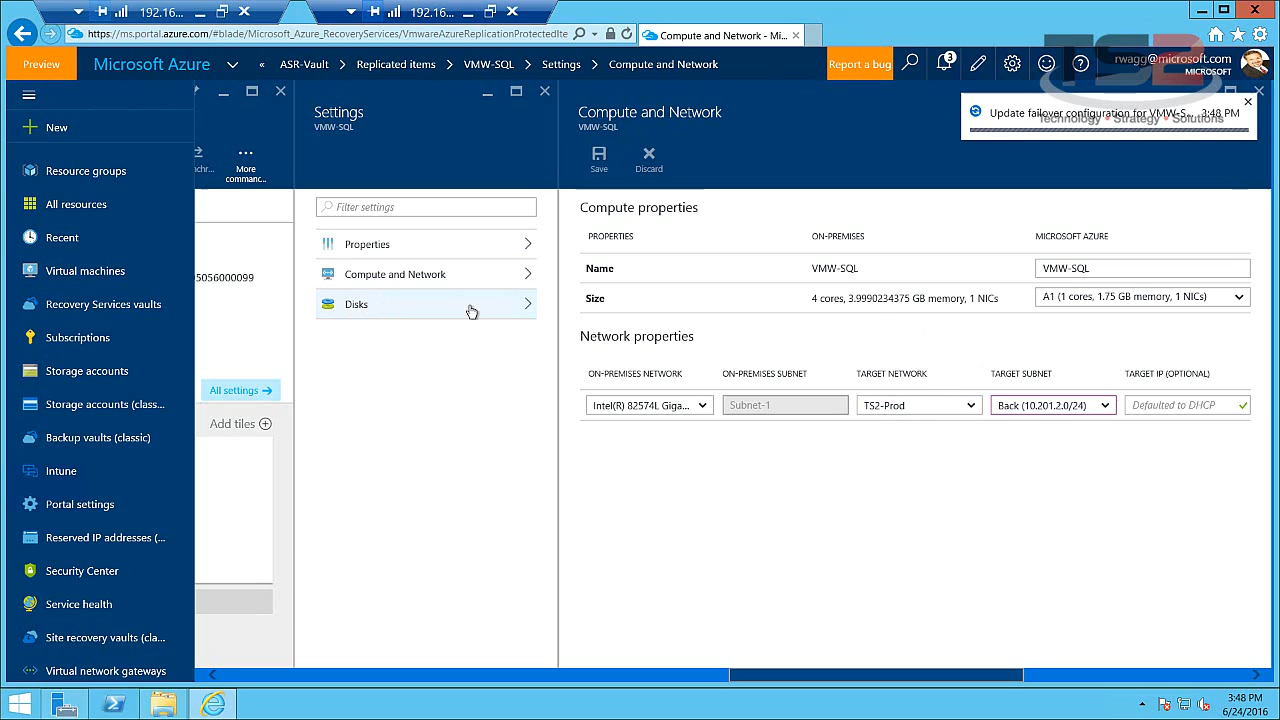 192.16...
192.16...
https://ms.portal.azure.com/#blade/Microsoft_Azure_RecoveryServices/VmwareAzureReplicationProtectedIte
Compute and Network - Mi...
Preview
Microsoft Azure
ASR-Vault
Replicated items
VMW-SQL
Settings
Compute and Network
Report a bug
3
rwagg@microsoft.com
MICROSOFT
TS2
Technology * Strategy * Solutions
Update failover configuration for VMW-S... 3:48 PM
New
Resource groups
All resources
Recent
Virtual machines
Recovery Services vaults
Subscriptions
Storage accounts
Storage accounts (clas...
Backup vaults (classic)
Intune
Portal settings
Reserved IP addresses (...
Security Center
Service health
Site recovery vaults (cla...
Virtual network gateways
nchr...
More
commanc...
05056000099
All settings →
Add tiles
Settings
VMW-SQL
Filter settings
Properties
Compute and Network
Disks
Compute and Network
VMW-SQL
Save
Discard
Compute properties
PROPERTIES
ON-PREMISES
MICROSOFT AZURE
Name
VMW-SQL
VMW-SQL
Size
4 cores, 3.9990234375 GB memory, 1 NICs
A1 (1 cores, 1.75 GB memory, 1 NICs)
Network properties
ON-PREMISES NETWORK
ON-PREMISES SUBNET
TARGET NETWORK
TARGET SUBNET
TARGET IP (OPTIONAL)
Intel(R) 82574L Giga...
Subnet-1
TS2-Prod
Back (10.201.2.0/24)
Defaulted to DHCP
3:48 PM
6/24/2016